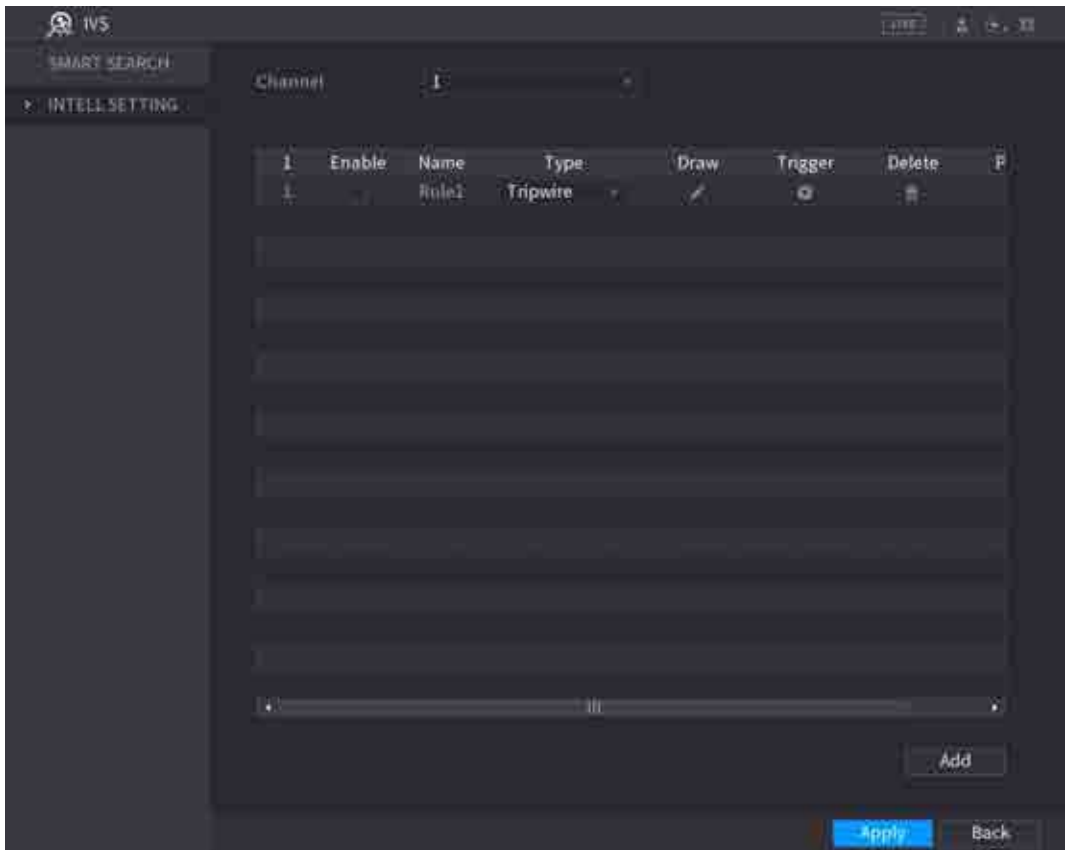 IVS
LIVE
SMART SEARCH
INTELL SETTING
Channel 1
1 Enable Name Type Draw Trigger Delete P
1 Rule1 Tripwire
Add
Apply Back